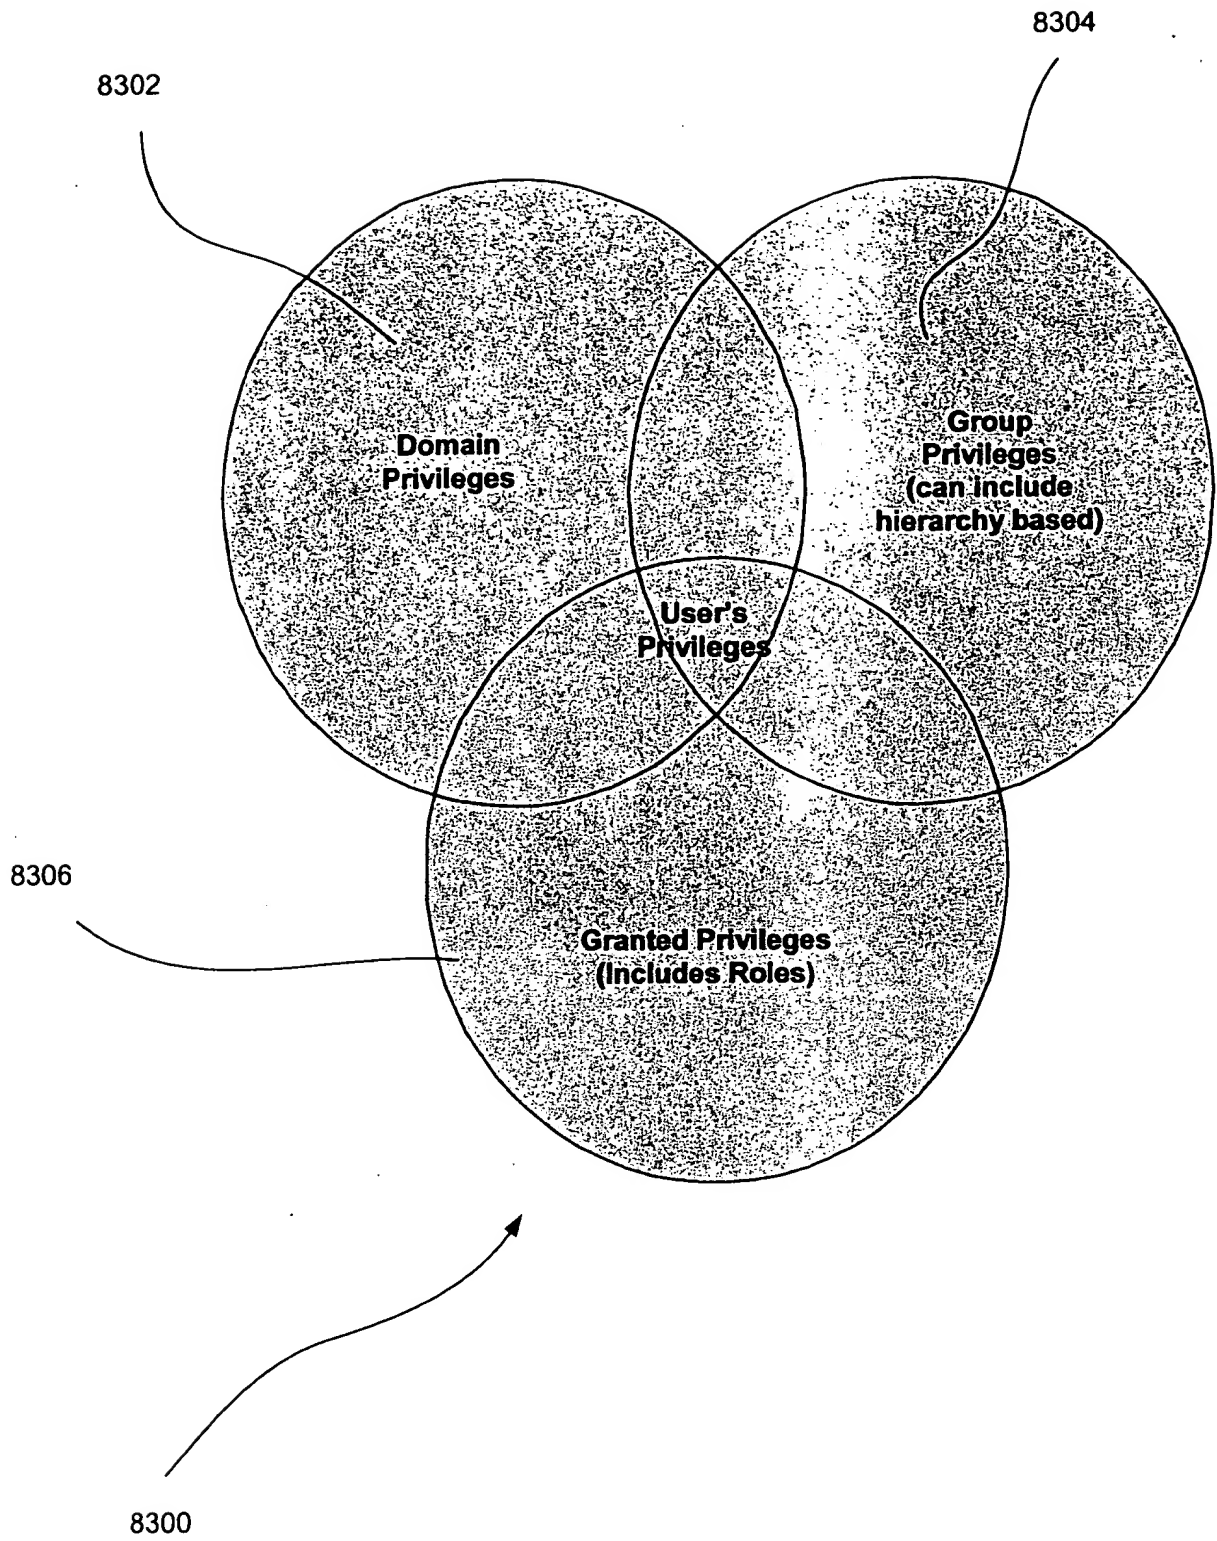 8304
8302
Domain
Privileges
Group
Privileges
(can include
hierarchy based)
User's
Privileges
8306
Granted Privileges
(Includes Roles)
8300